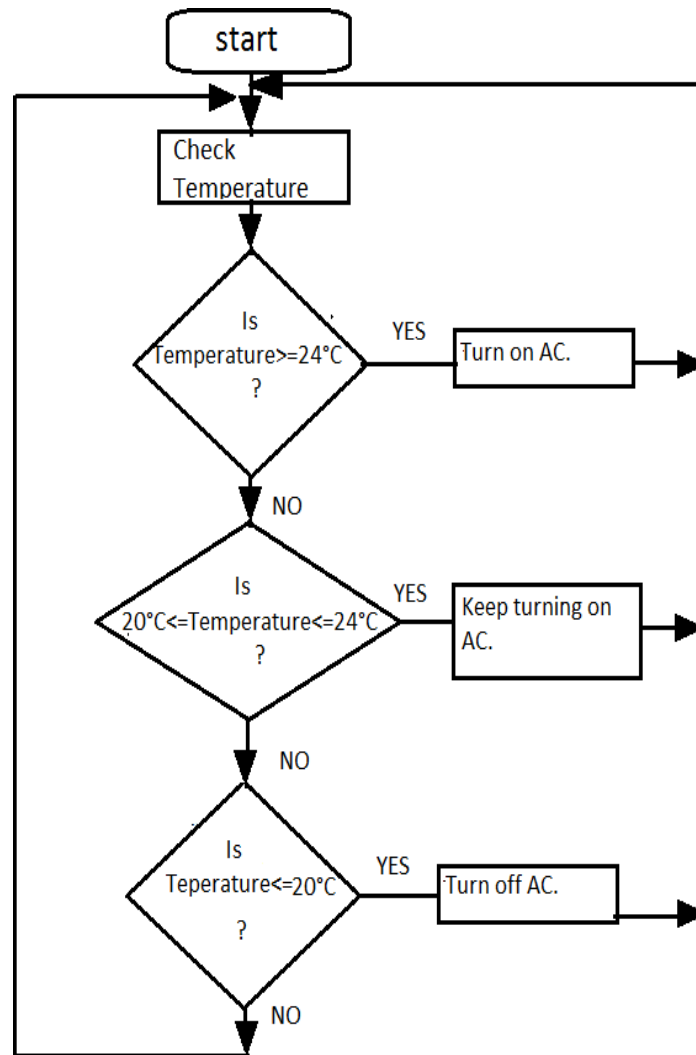 start
Check
Temperature
Is
Temperature>=24°C
?
YES
Turn on AC.
NO
Is
20°C<=Temperature<=24°C
?
YES
Keep turning on
AC.
NO
Is
Teperature<=20°C
?
YES
Turn off AC.
NO